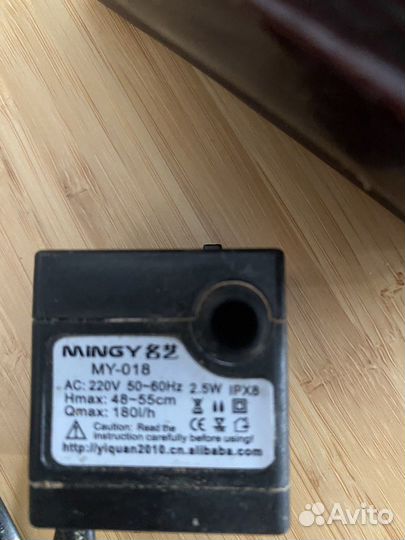 MINGY 名艺
MY-018
AC: 220V 50~60Hz 2.5W IPX8
Hmax: 48-55cm
Qmax: 180l/h
Caution: Read the instruction
carefully before using!
http://yiquan2010.cn.alibaba.com
Avito